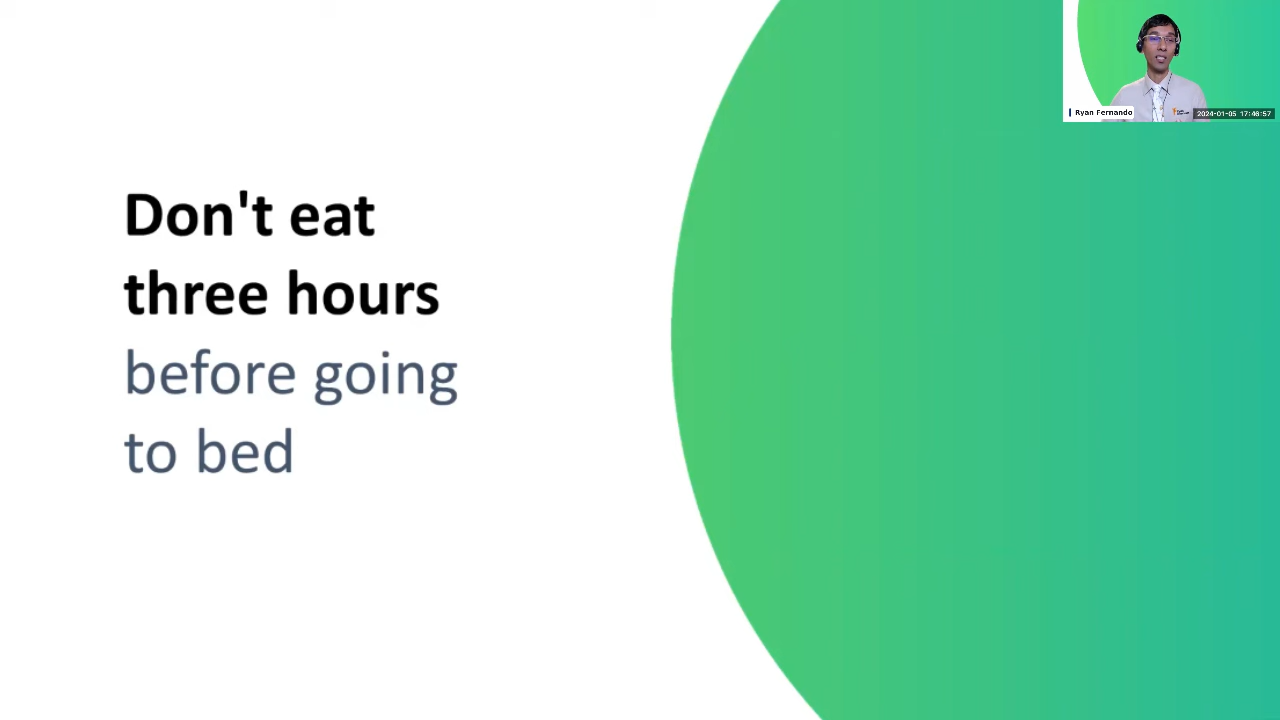 Don't eat
three hours
before going
to bed
Ryan Fernando
2024-01-05 17:46:57